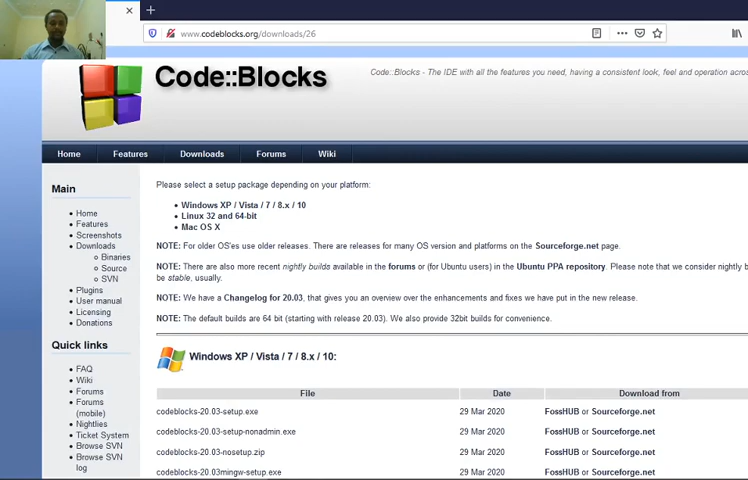 www.codeblocks.org/downloads/26
Code::Blocks
Code::Blocks - The IDE with all the features you need, having a consistent look, feel and operation across
Home Features Downloads Forums Wiki
Main
Home
Features
Screenshots
Downloads
Binaries
Source
SVN
Plugins
User manual
Licensing
Donations
Quick links
FAQ
Wiki
Forums
Forums
(mobile)
Nightlies
Ticket System
Browse SVN
Browse SVN
log
Please select a setup package depending on your platform:
Windows XP / Vista / 7 / 8.x / 10
Linux 32 and 64-bit
Mac OS X
NOTE: For older OS'es use older releases. There are releases for many OS version and platforms on the Sourceforge.net page.
NOTE: There are also more recent nightly builds available in the forums or (for Ubuntu users) in the Ubuntu PPA repository. Please note that we consider nightly b
be stable, usually.
NOTE: We have a Changelog for 20.03, that gives you an overview over the enhancements and fixes we have put in the new release.
NOTE: The default builds are 64 bit (starting with release 20.03). We also provide 32bit builds for convenience.
Windows XP / Vista / 7 / 8.x / 10:
File Date Download from
codeblocks-20.03-setup.exe 29 Mar 2020 FossHUB or Sourceforge.net
codeblocks-20.03-setup-nonadmin.exe 29 Mar 2020 FossHUB or Sourceforge.net
codeblocks-20.03-nosetup.zip 29 Mar 2020 FossHUB or Sourceforge.net
codeblocks-20.03mingw-setup.exe 29 Mar 2020 FossHUB or Sourceforge.net